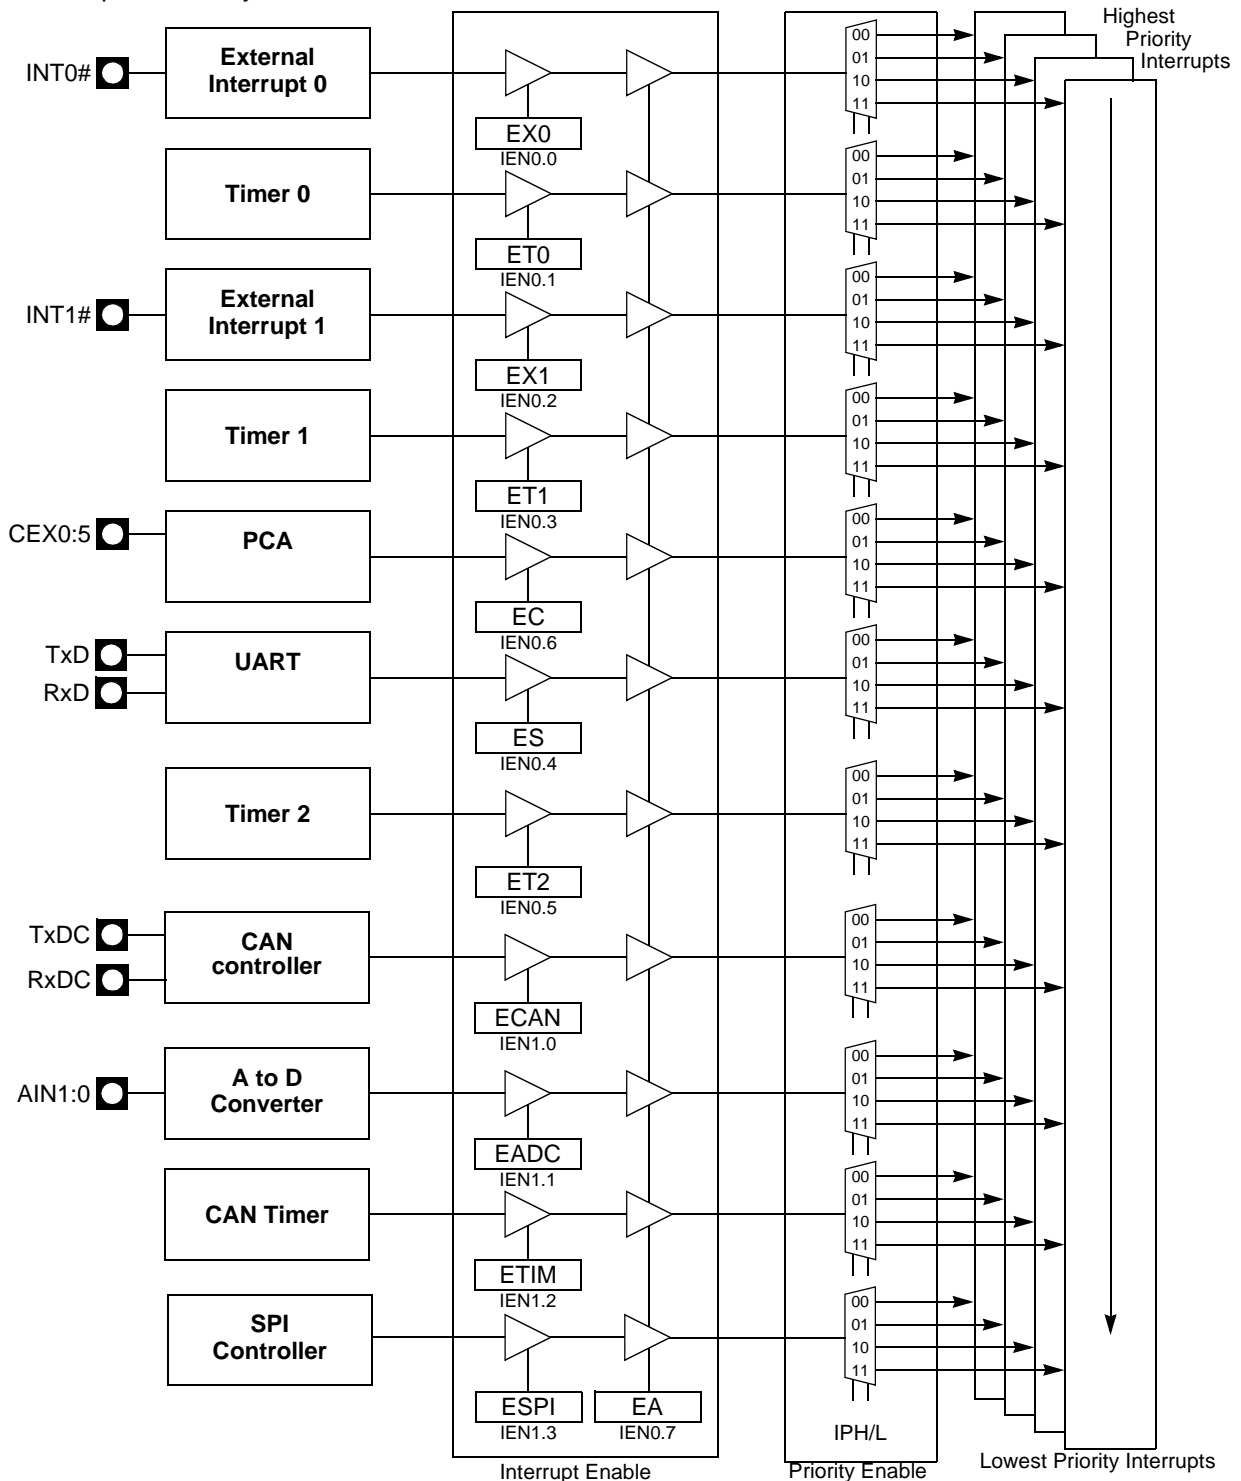 Highest
Priority
Interrupts
INT0#
External
Interrupt 0
EX0
IEN0.0
00
01
10
11
Timer 0
ET0
IEN0.1
00
01
10
11
INT1#
External
Interrupt 1
EX1
IEN0.2
00
01
10
11
Timer 1
ET1
IEN0.3
00
01
10
11
CEX0:5
PCA
EC
IEN0.6
00
01
10
11
TxD
RxD
UART
ES
IEN0.4
00
01
10
11
Timer 2
ET2
IEN0.5
00
01
10
11
TxDC
RxDC
CAN
controller
ECAN
IEN1.0
00
01
10
11
AIN1:0
A to D
Converter
EADC
IEN1.1
00
01
10
11
CAN Timer
ETIM
IEN1.2
00
01
10
11
SPI
Controller
ESPI
IEN1.3
EA
IEN0.7
00
01
10
11
IPH/L
Interrupt Enable
Priority Enable
Lowest Priority Interrupts